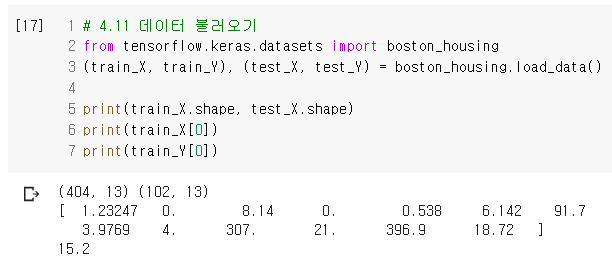 [17] 1 # 4.11 데이터 불러오기
2 from tensorflow.keras.datasets import boston_housing
3 (train_X, train_Y), (test_X, test_Y) = boston_housing.load_data()
4
5 print(train_X.shape, test_X.shape)
6 print(train_X[0])
7 print(train_Y[0])
(404, 13) (102, 13)
[ 1.23247 0. 8.14 0. 0.538 6.142 91.7
3.9769 4. 307. 21. 396.9 18.72 ]
15.2